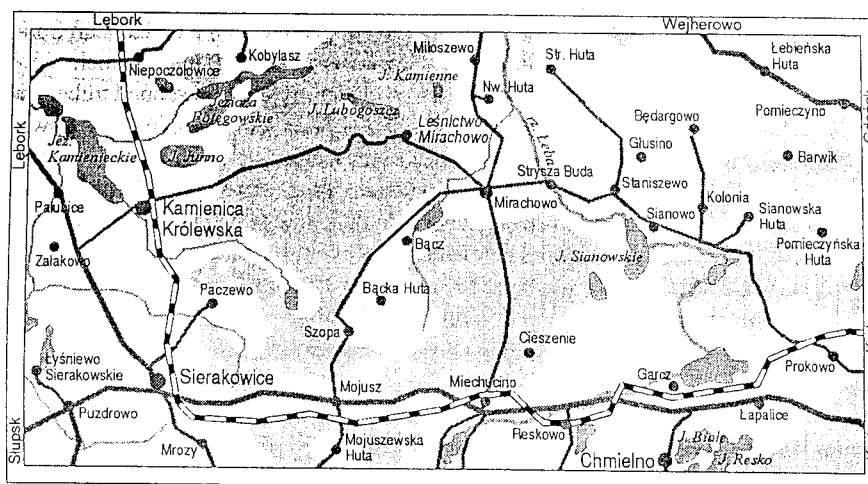 Lębork
Wejherowo
Niepoczołowice
Kobylasz
Miłoszewo
Str. Huta
Łebieńska
Huta
J. Kamienne
Jeziora
Potęgowskie
J. Lubogoszcz
Nw. Huta
Pomieczyno
Leśnictwo
Mirachowo
Będargowo
Głusino
Barwik
Jez.
Kamienieckie
J. Junno
Lębork
Strysza Buda
Staniszewo
Kolonia
Mirachowo
Sianowo
Sianowska
Huta
Pałubice
Kamienica
Królewska
Załakowo
Bącz
J. Sianowskie
Pomieczyńska
Huta
Paczewo
Bącka Huta
Szopa
Cieszenie
Łyśniewo
Sierakowskie
Sierakowice
Mojusz
Miechucino
Garcz
Prokowo
Puzdrowo
Łapalice
Słupsk
Mrozy
Mojuszewska
Huta
Reskowo
Chmielno
J. Białe
J. Resko